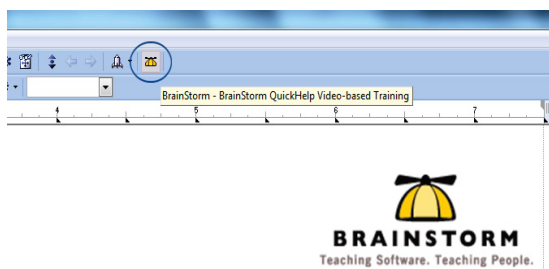 BrainStorm - BrainStorm QuickHelp Video-based Training
4 5 6 7
BRAINSTORM
Teaching Software. Teaching People.